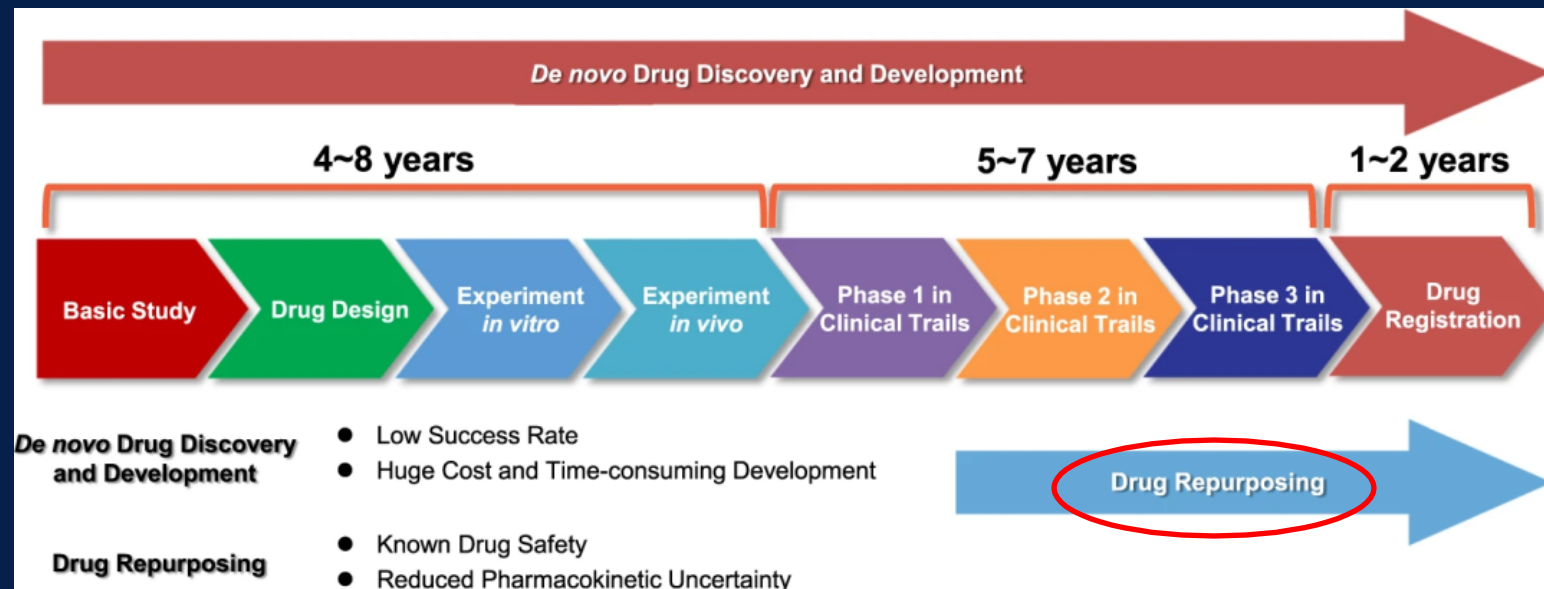 De novo Drug Discovery and Development
4~8 years
5~7 years
1~2 years
Basic Study
Drug Design
Experiment
in vitro
Experiment
in vivo
Phase 1 in
Clinical Trails
Phase 2 in
Clinical Trails
Phase 3 in
Clinical Trails
Drug
Registration
De novo Drug Discovery
and Development
● Low Success Rate
● Huge Cost and Time-consuming Development
Drug Repurposing
Drug Repurposing
● Known Drug Safety
● Reduced Pharmacokinetic Uncertainty